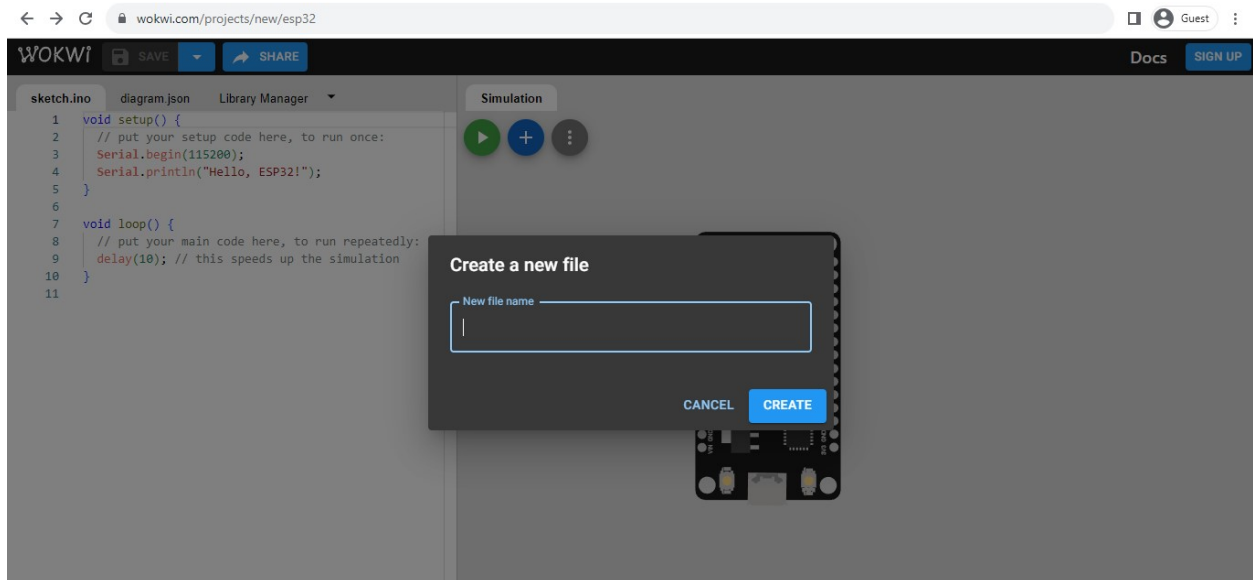 wokwi.com/projects/new/esp32
Guest
WOKWi
SAVE
SHARE
Docs
SIGN UP
sketch.ino
diagram.json
Library Manager
Simulation
1 void setup() {
2 // put your setup code here, to run once:
3 Serial.begin(115200);
4 Serial.println("Hello, ESP32!");
5 }
6
7 void loop() {
8 // put your main code here, to run repeatedly:
9 delay(10); // this speeds up the simulation
10 }
11
Create a new file
New file name
CANCEL
CREATE